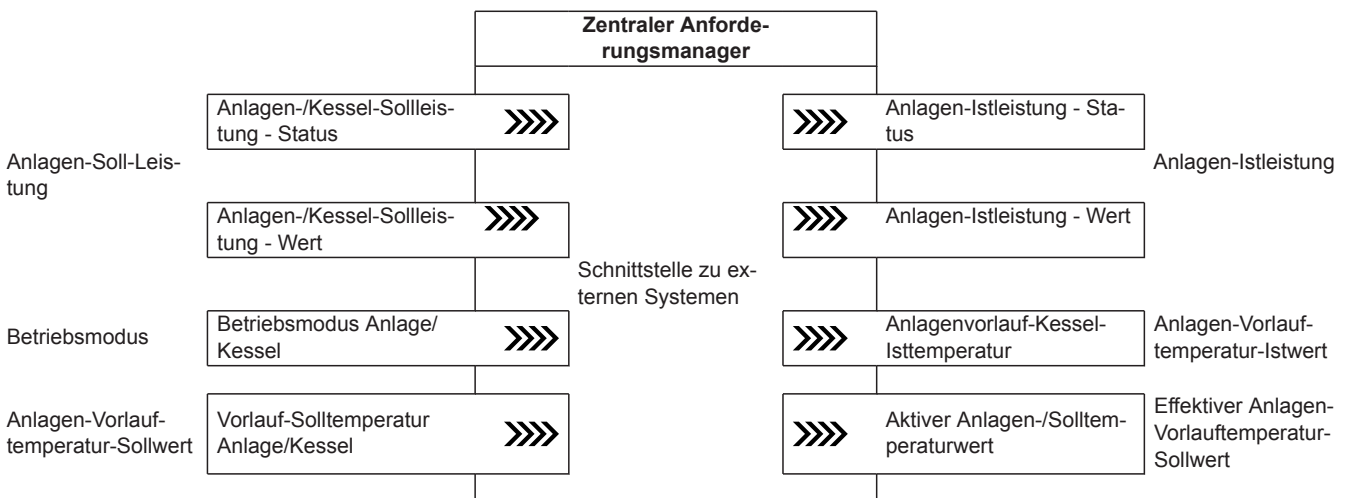 Zentraler Anforde-
rungsmanager
Anlagen-/Kessel-Sollleis-
tung - Status
Anlagen-Istleistung - Sta-
tus
Anlagen-Soll-Leis-
tung
Anlagen-Istleistung
Anlagen-/Kessel-Sollleis-
tung - Wert
Anlagen-Istleistung - Wert
Schnittstelle zu ex-
ternen Systemen
Betriebsmodus
Betriebsmodus Anlage/
Kessel
Anlagenvorlauf-Kessel-
Isttemperatur
Anlagen-Vorlauf-
temperatur-Istwert
Anlagen-Vorlauf-
temperatur-Sollwert
Vorlauf-Solltemperatur
Anlage/Kessel
Aktiver Anlagen-/Solltem-
peraturwert
Effektiver Anlagen-
Vorlauftemperatur-
Sollwert